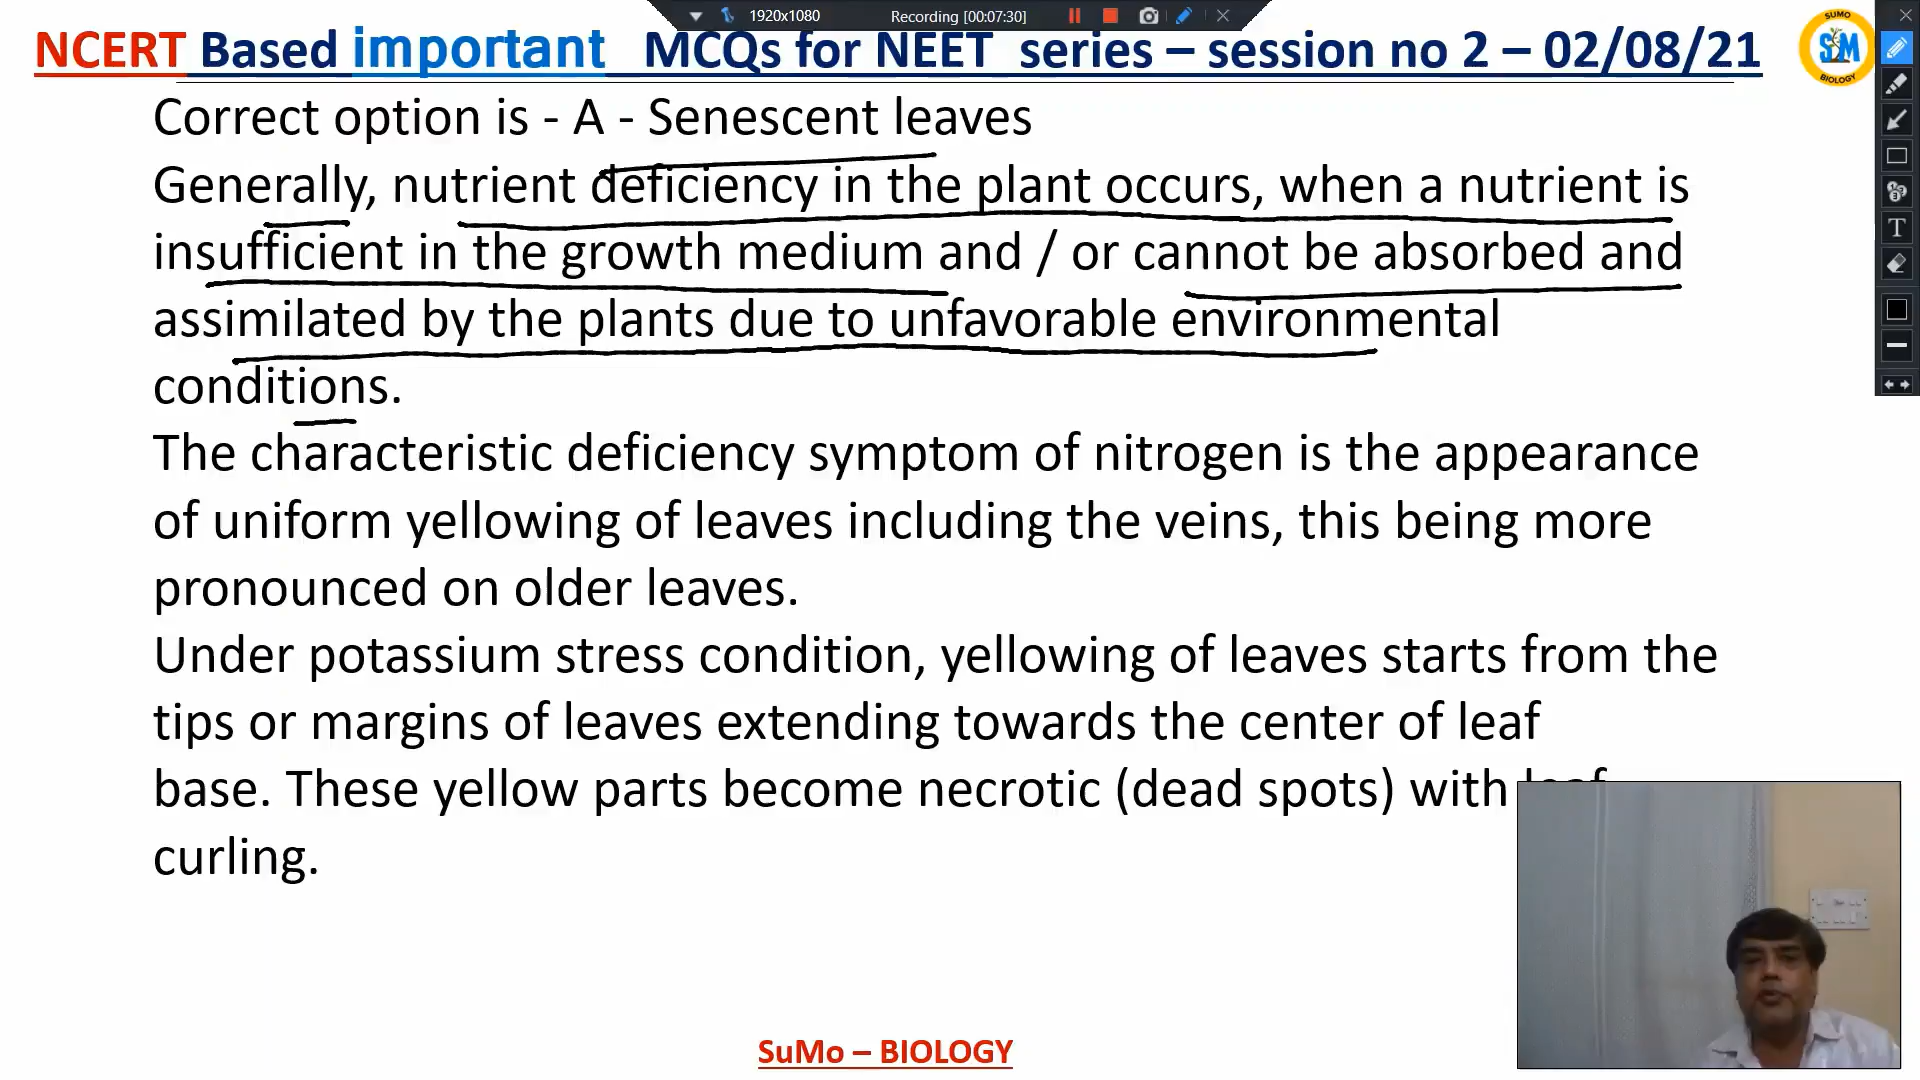 1920x1080 Recording [00:07:30]
NCERT Based important MCQs for NEET series – session no 2 – 02/08/21
SUMO
SM
BIOLOGY
Correct option is - A - Senescent leaves
Generally, nutrient deficiency in the plant occurs, when a nutrient is
insufficient in the growth medium and / or cannot be absorbed and
assimilated by the plants due to unfavorable environmental
conditions.
The characteristic deficiency symptom of nitrogen is the appearance
of uniform yellowing of leaves including the veins, this being more
pronounced on older leaves.
Under potassium stress condition, yellowing of leaves starts from the
tips or margins of leaves extending towards the center of leaf
base. These yellow parts become necrotic (dead spots) with leaf
curling.
SuMo – BIOLOGY